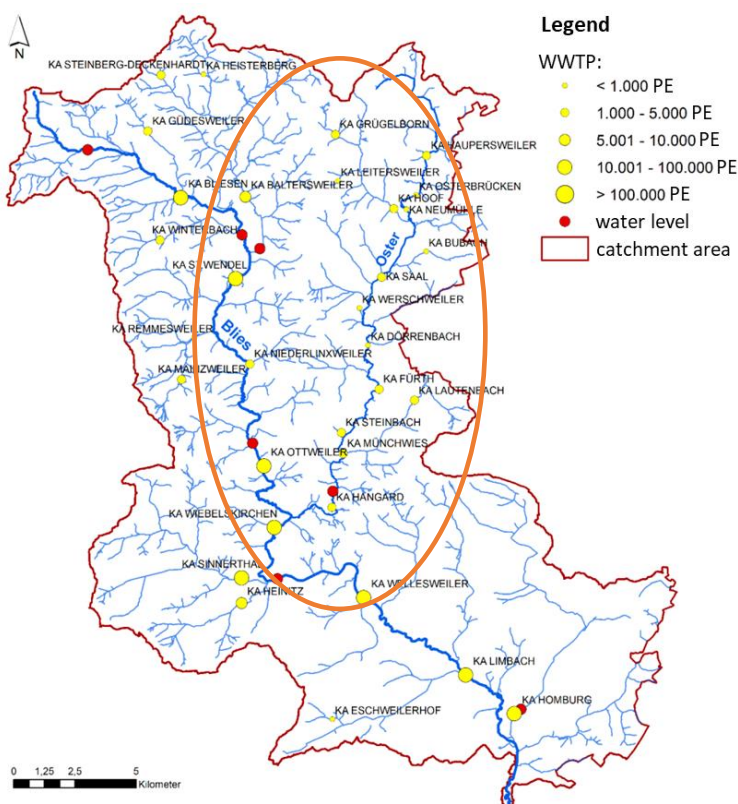 N
Legend
WWTP:
< 1.000 PE
1.000 - 5.000 PE
5.001 - 10.000 PE
10.001 - 100.000 PE
> 100.000 PE
water level
catchment area
KA STEINBERG-DECKENHARDT
KA HEISTERBERG
KA GÜDESWEILER
KA GRÜGELBORN
KA HAUPERSWEILER
KA LEITERSWEILER
KA BLIESEN
KA BALTERSWEILER
KA OSTERBRÜCKEN
KA HOOF
KA NEUMÜHLE
KA WINTERBACH
Oster
KA BUBACH
KA ST.WENDEL
KA SAAL
KA WERSCHWEILER
KA REMMESWEILER
Blies
KA DÖRRENBACH
KA NIEDERLINXWEILER
KA MAINZWEILER
KA FÜRTH
KA LAUTENBACH
KA STEINBACH
KA MÜNCHWIES
KA OTTWEILER
KA HANGARD
KA WIEBELSKIRCHEN
KA SINNERTHAL
KA HEINITZ
KA WELLESWEILER
KA LIMBACH
KA HOMBURG
KA ESCHWEILERHOF
0 1,25 2,5 5
Kilometer